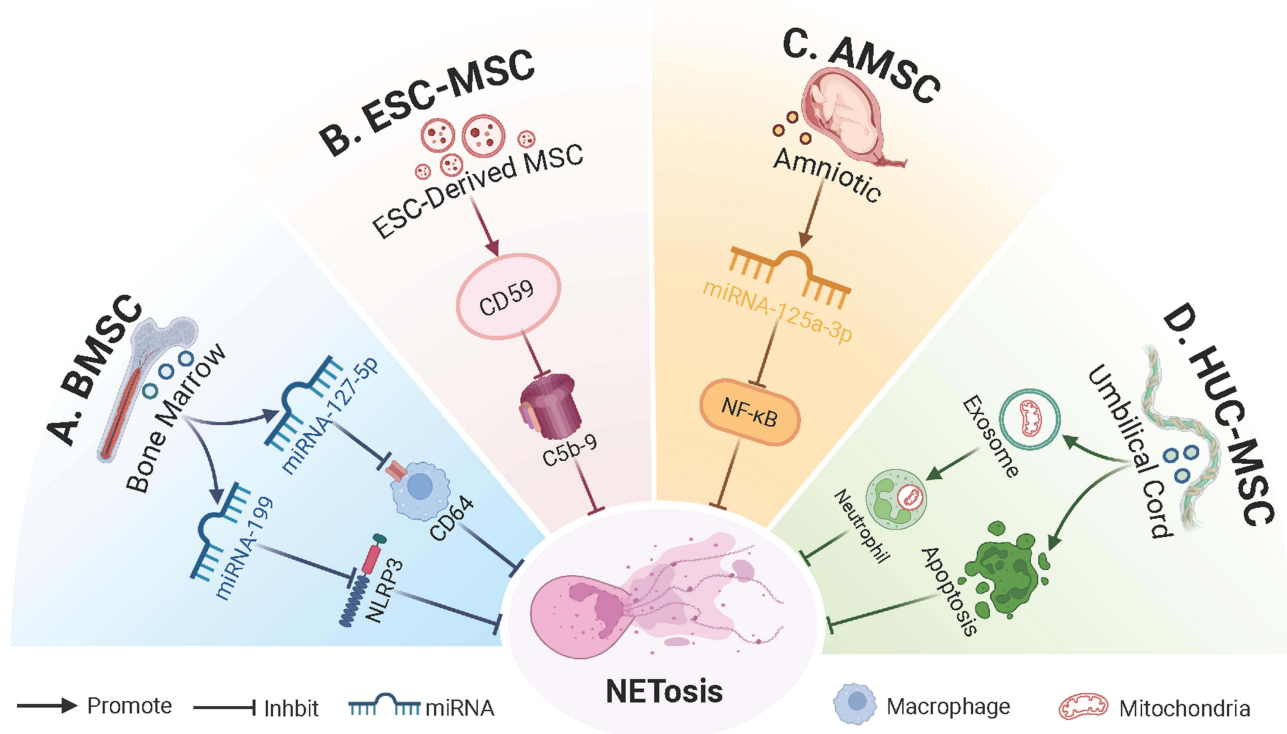 A. BMSC
Bone Marrow
miRNA-127-5p
miRNA-199
CD64
NLRP3
B. ESC-MSC
ESC-Derived MSC
CD59
C5b-9
C. AMSC
Amniotic
miRNA-125a-3p
NF-κB
D. HUC-MSC
Umbilical Cord
Exosome
Neutrophil
Apoptosis
NETosis
Promote
Inhbit
miRNA
Macrophage
Mitochondria